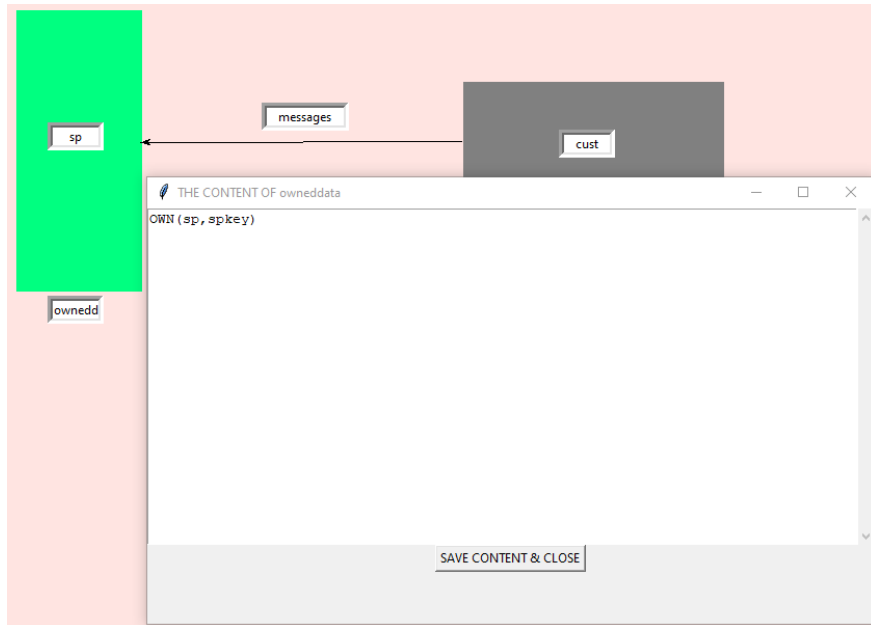 messages
sp
cust
THE CONTENT OF owneddata
OWN(sp,spkey)
ownedd
SAVE CONTENT & CLOSE